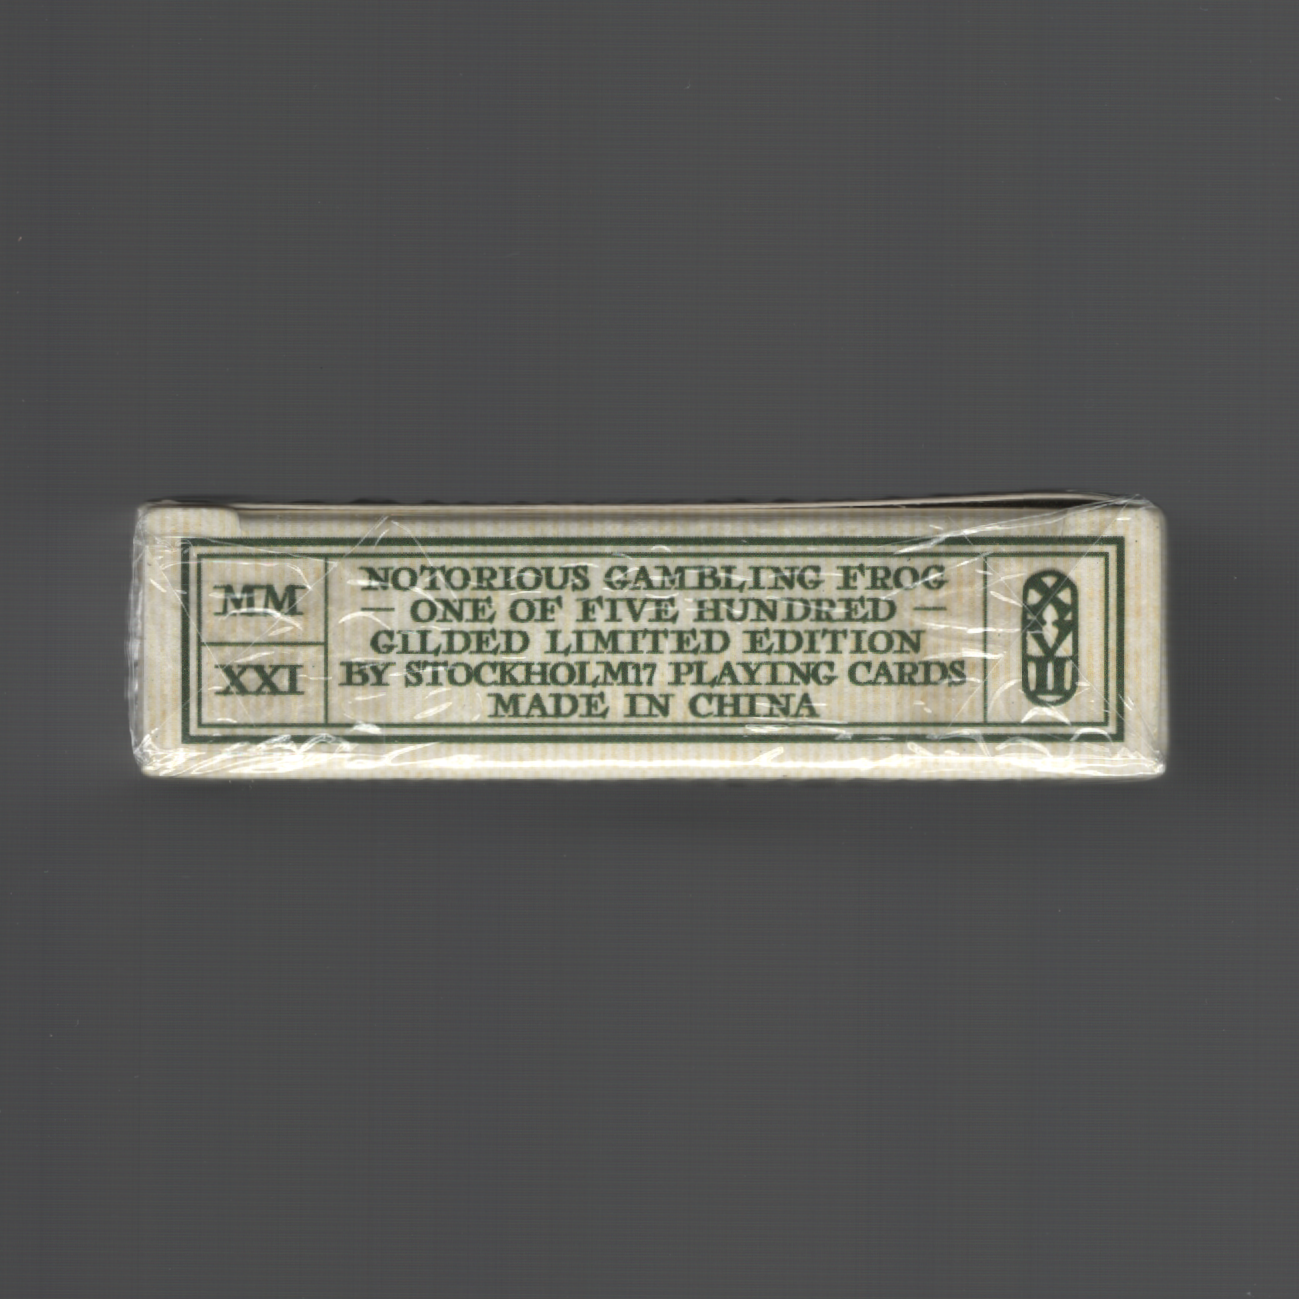 MM
XXI
NOTORIOUS GAMBLING FROG
— ONE OF FIVE HUNDRED —
GILDED LIMITED EDITION
BY STOCKHOLM17 PLAYING CARDS
MADE IN CHINA
XVII